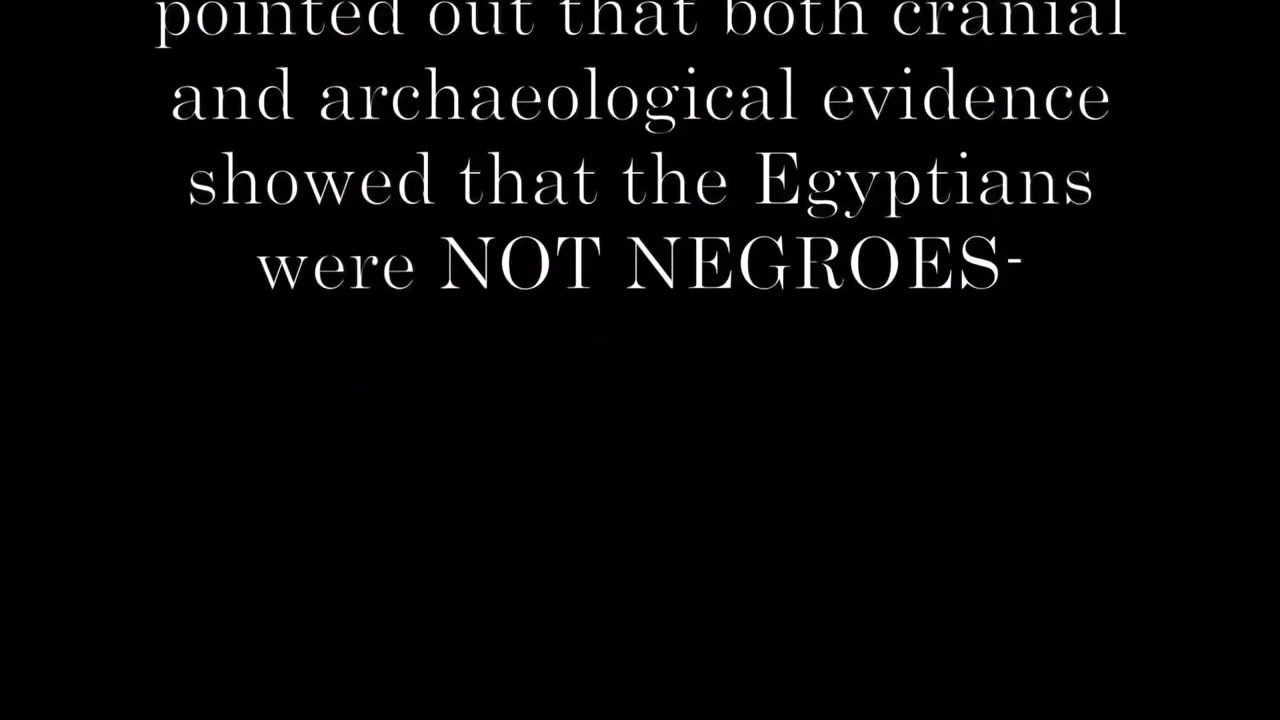 pointed out that both cranial
and archaeological evidence
showed that the Egyptians
were NOT NEGROES-